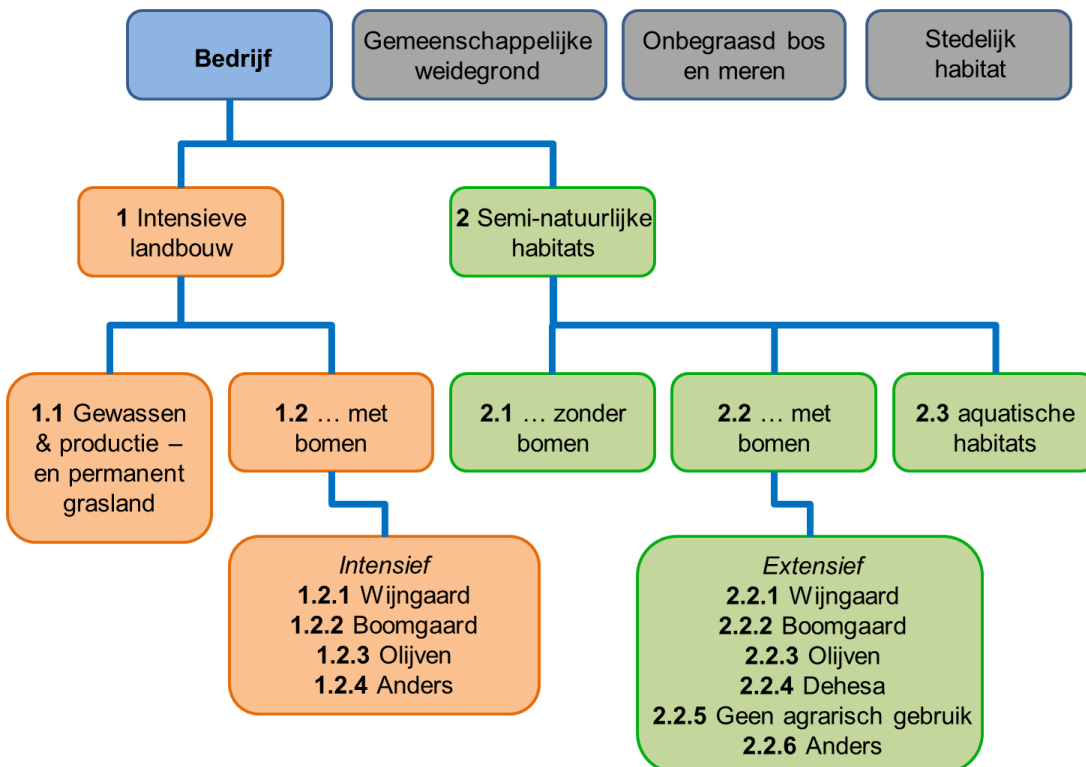 Bedrijf
Gemeenschappelijke
weidegrond
Onbegraasd bos
en meren
Stedelijk
habitat
1 Intensieve
landbouw
2 Semi-natuurlijke
habitats
1.1 Gewassen
& productie –
en permanent
grasland
1.2 … met
bomen
2.1 … zonder
bomen
2.2 … met
bomen
2.3 aquatische
habitats
Intensief
1.2.1 Wijngaard
1.2.2 Boomgaard
1.2.3 Olijven
1.2.4 Anders
Extensief
2.2.1 Wijngaard
2.2.2 Boomgaard
2.2.3 Olijven
2.2.4 Dehesa
2.2.5 Geen agrarisch gebruik
2.2.6 Anders